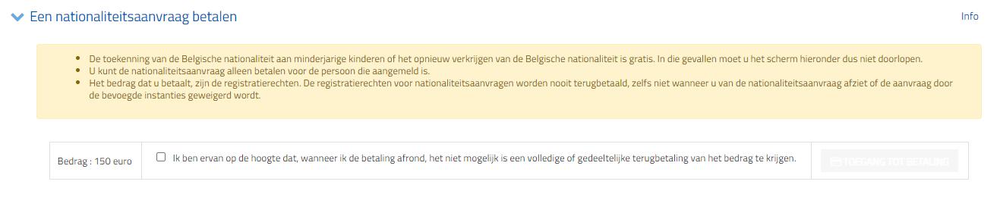 Een nationaliteitsaanvraag betalen
Info
De toekenning van de Belgische nationaliteit aan minderjarige kinderen of het opnieuw verkrijgen van de Belgische nationaliteit is gratis. In die gevallen moet u het scherm hieronder dus niet doorlopen.
U kunt de nationaliteitsaanvraag alleen betalen voor de persoon die aangemeld is.
Het bedrag dat u betaalt, zijn de registratierechten. De registratierechten voor nationaliteitsaanvragen worden nooit terugbetaald, zelfs niet wanneer u van de nationaliteitsaanvraag afziet of de aanvraag door
de bevoegde instanties geweigerd wordt.
Bedrag : 150 euro
Ik ben ervan op de hoogte dat, wanneer ik de betaling afrond, het niet mogelijk is een volledige of gedeeltelijke terugbetaling van het bedrag te krijgen.
TOEGANG TOT BETALING